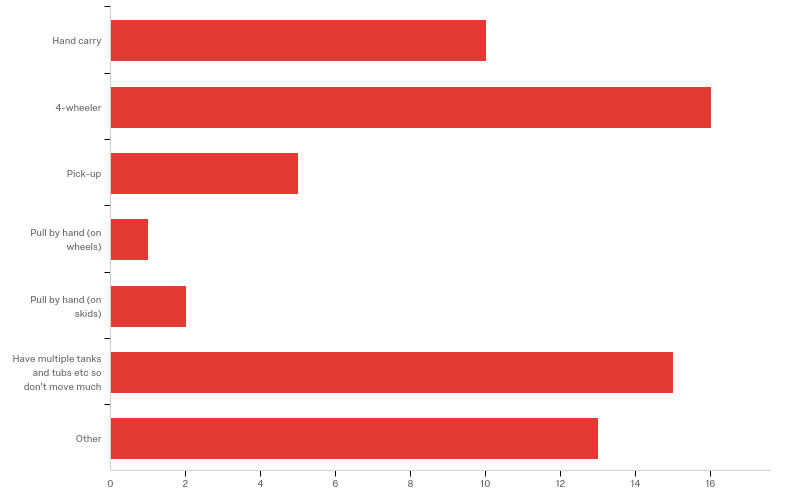 Hand carry
4-wheeler
Pick-up
Pull by hand (on
wheels)
Pull by hand (on
skids)
Have multiple tanks
and tubs etc so
don't move much
Other
0 2 4 6 8 10 12 14 16